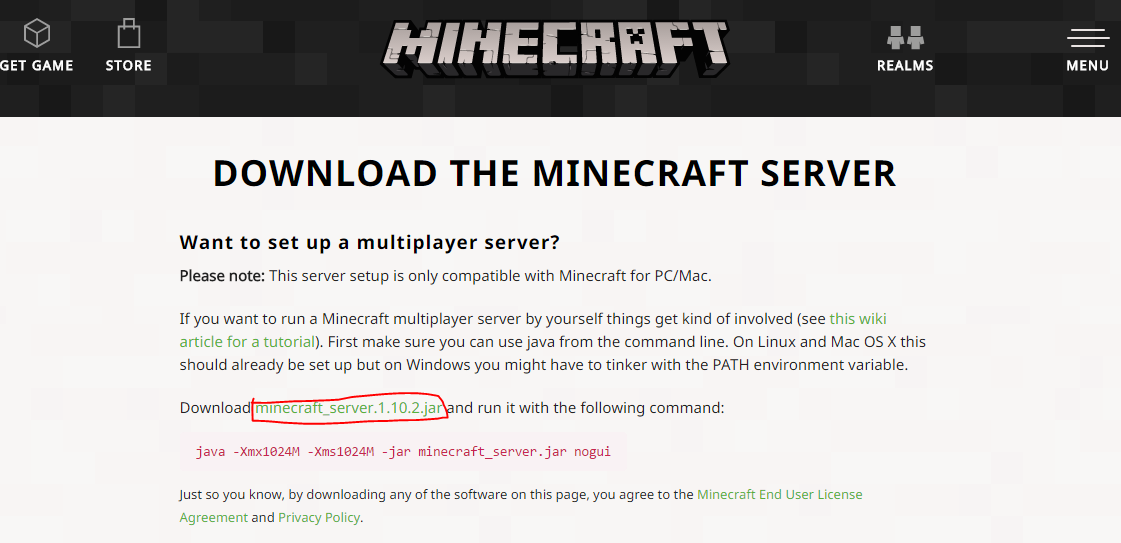 GET GAME
STORE
MINECRAFT
REALMS
MENU
DOWNLOAD THE MINECRAFT SERVER
Want to set up a multiplayer server?
Please note: This server setup is only compatible with Minecraft for PC/Mac.
If you want to run a Minecraft multiplayer server by yourself things get kind of involved (see this wiki
article for a tutorial). First make sure you can use java from the command line. On Linux and Mac OS X this
should already be set up but on Windows you might have to tinker with the PATH environment variable.
Download minecraft_server.1.10.2.jar and run it with the following command:
java -Xmx1024M -Xms1024M -jar minecraft_server.jar nogui
Just so you know, by downloading any of the software on this page, you agree to the Minecraft End User License
Agreement and Privacy Policy.